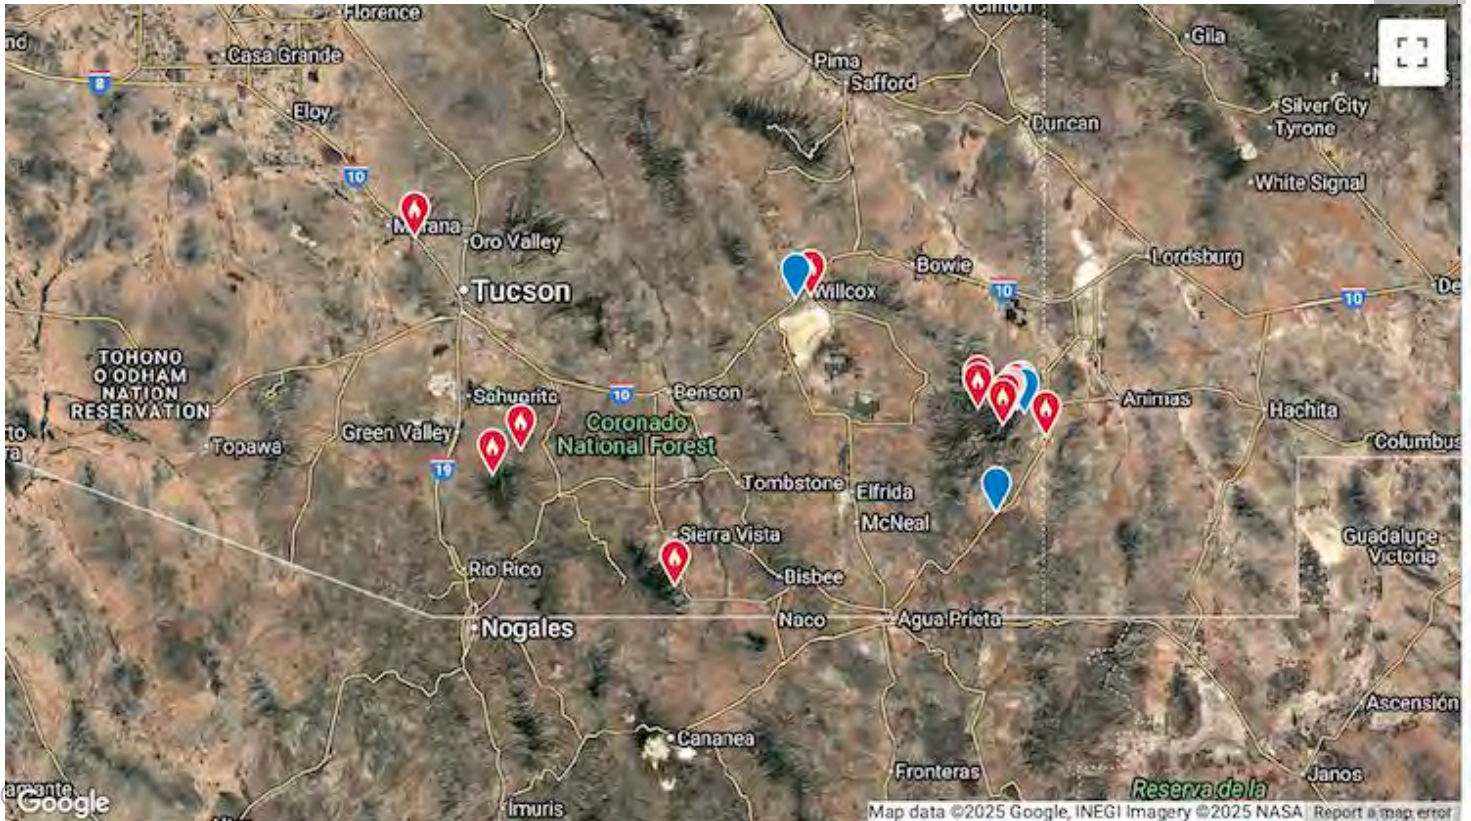 Florence
Clifton
Gila
Casa Grande
Pima
Safford
8
Eloy
Silver City
Tyrone
Duncan
10
White Signal
Oro Valley
Lordsburg
Bowie
Tucson
Willcox
10
10
De
TOHONO
O'ODHAM
NATION
RESERVATION
Sahuarita
10
Benson
Animas
Hachita
Green Valley
Coronado
National Forest
Topawa
Columbus
19
Tombstone
Elfrida
McNeal
Sierra Vista
Guadalupe
Victoria
Rio Rico
Bisbee
Naco
Agua Prieta
Nogales
Ascensión
Cananea
Fronteras
Janos
Reserva de la
Google
Imuris
Map data ©2025 Google, INEGI Imagery ©2025 NASA
Report a map error